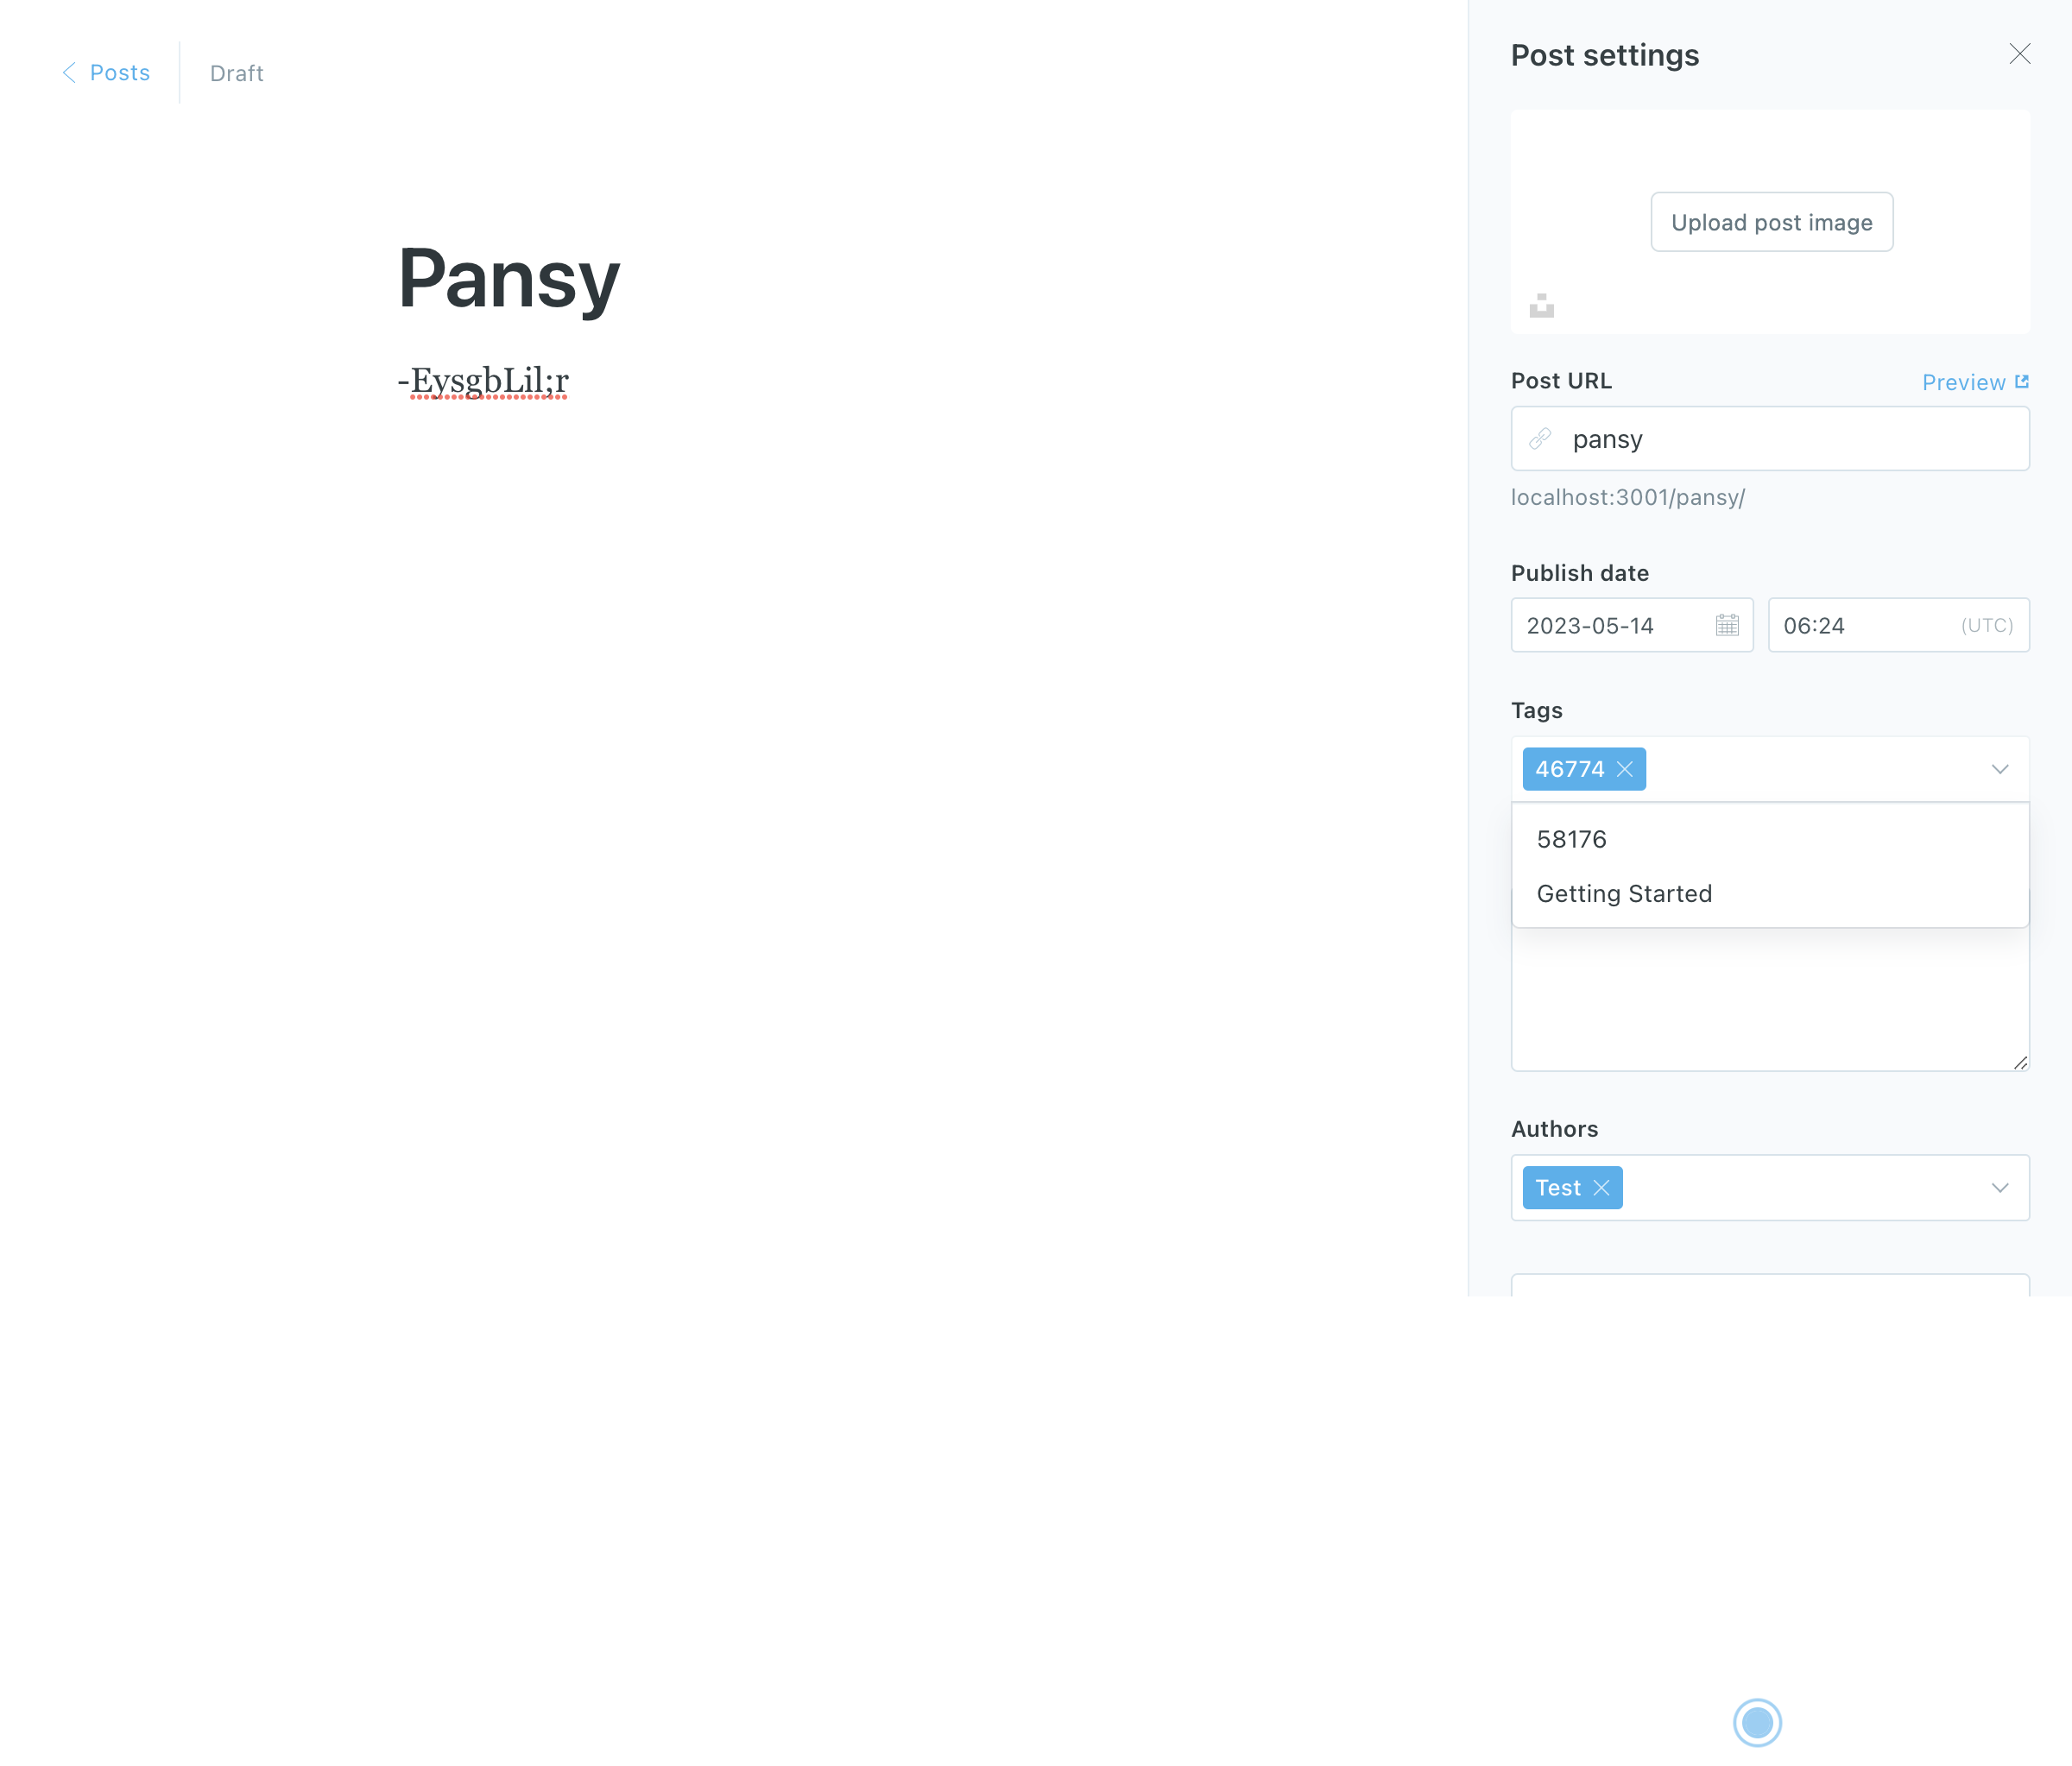 Posts
Draft
Pansy
-EysgbLil;r
Post settings
Upload post image
Post URL
Preview
pansy
localhost:3001/pansy/
Publish date
2023-05-14
06:24
(UTC)
Tags
46774
58176
Getting Started
Authors
Test